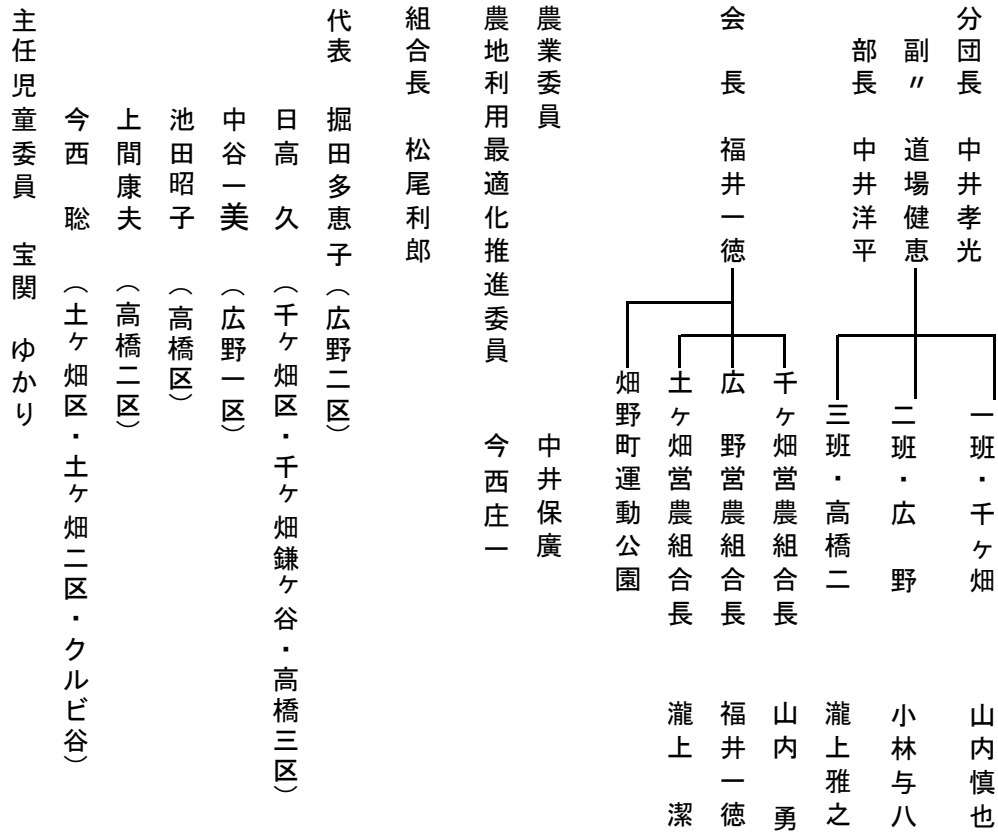 分団長　中井孝光
副〃　道場健恵
部長　中井洋平
一班・千ヶ畑　山内慎也
二班・広　野　小林与八
三班・高橋二　瀧上雅之
会　長　福井一徳
千ヶ畑営農組合長　山内　勇
広　野営農組合長　福井一徳
土ヶ畑営農組合長　瀧上　潔
畑野町運動公園
農業委員　中井保廣
農地利用最適化推進委員　今西庄一
組合長　松尾利郎
代表　掘田多恵子（広野二区）
日高　久（千ヶ畑区・千ヶ畑鎌ヶ谷・高橋三区）
中谷一美（広野一区）
池田昭子（高橋区）
上間康夫（高橋二区）
今西　聡（土ヶ畑区・土ヶ畑二区・クルビ谷）
主任児童委員　宝関　ゆかり